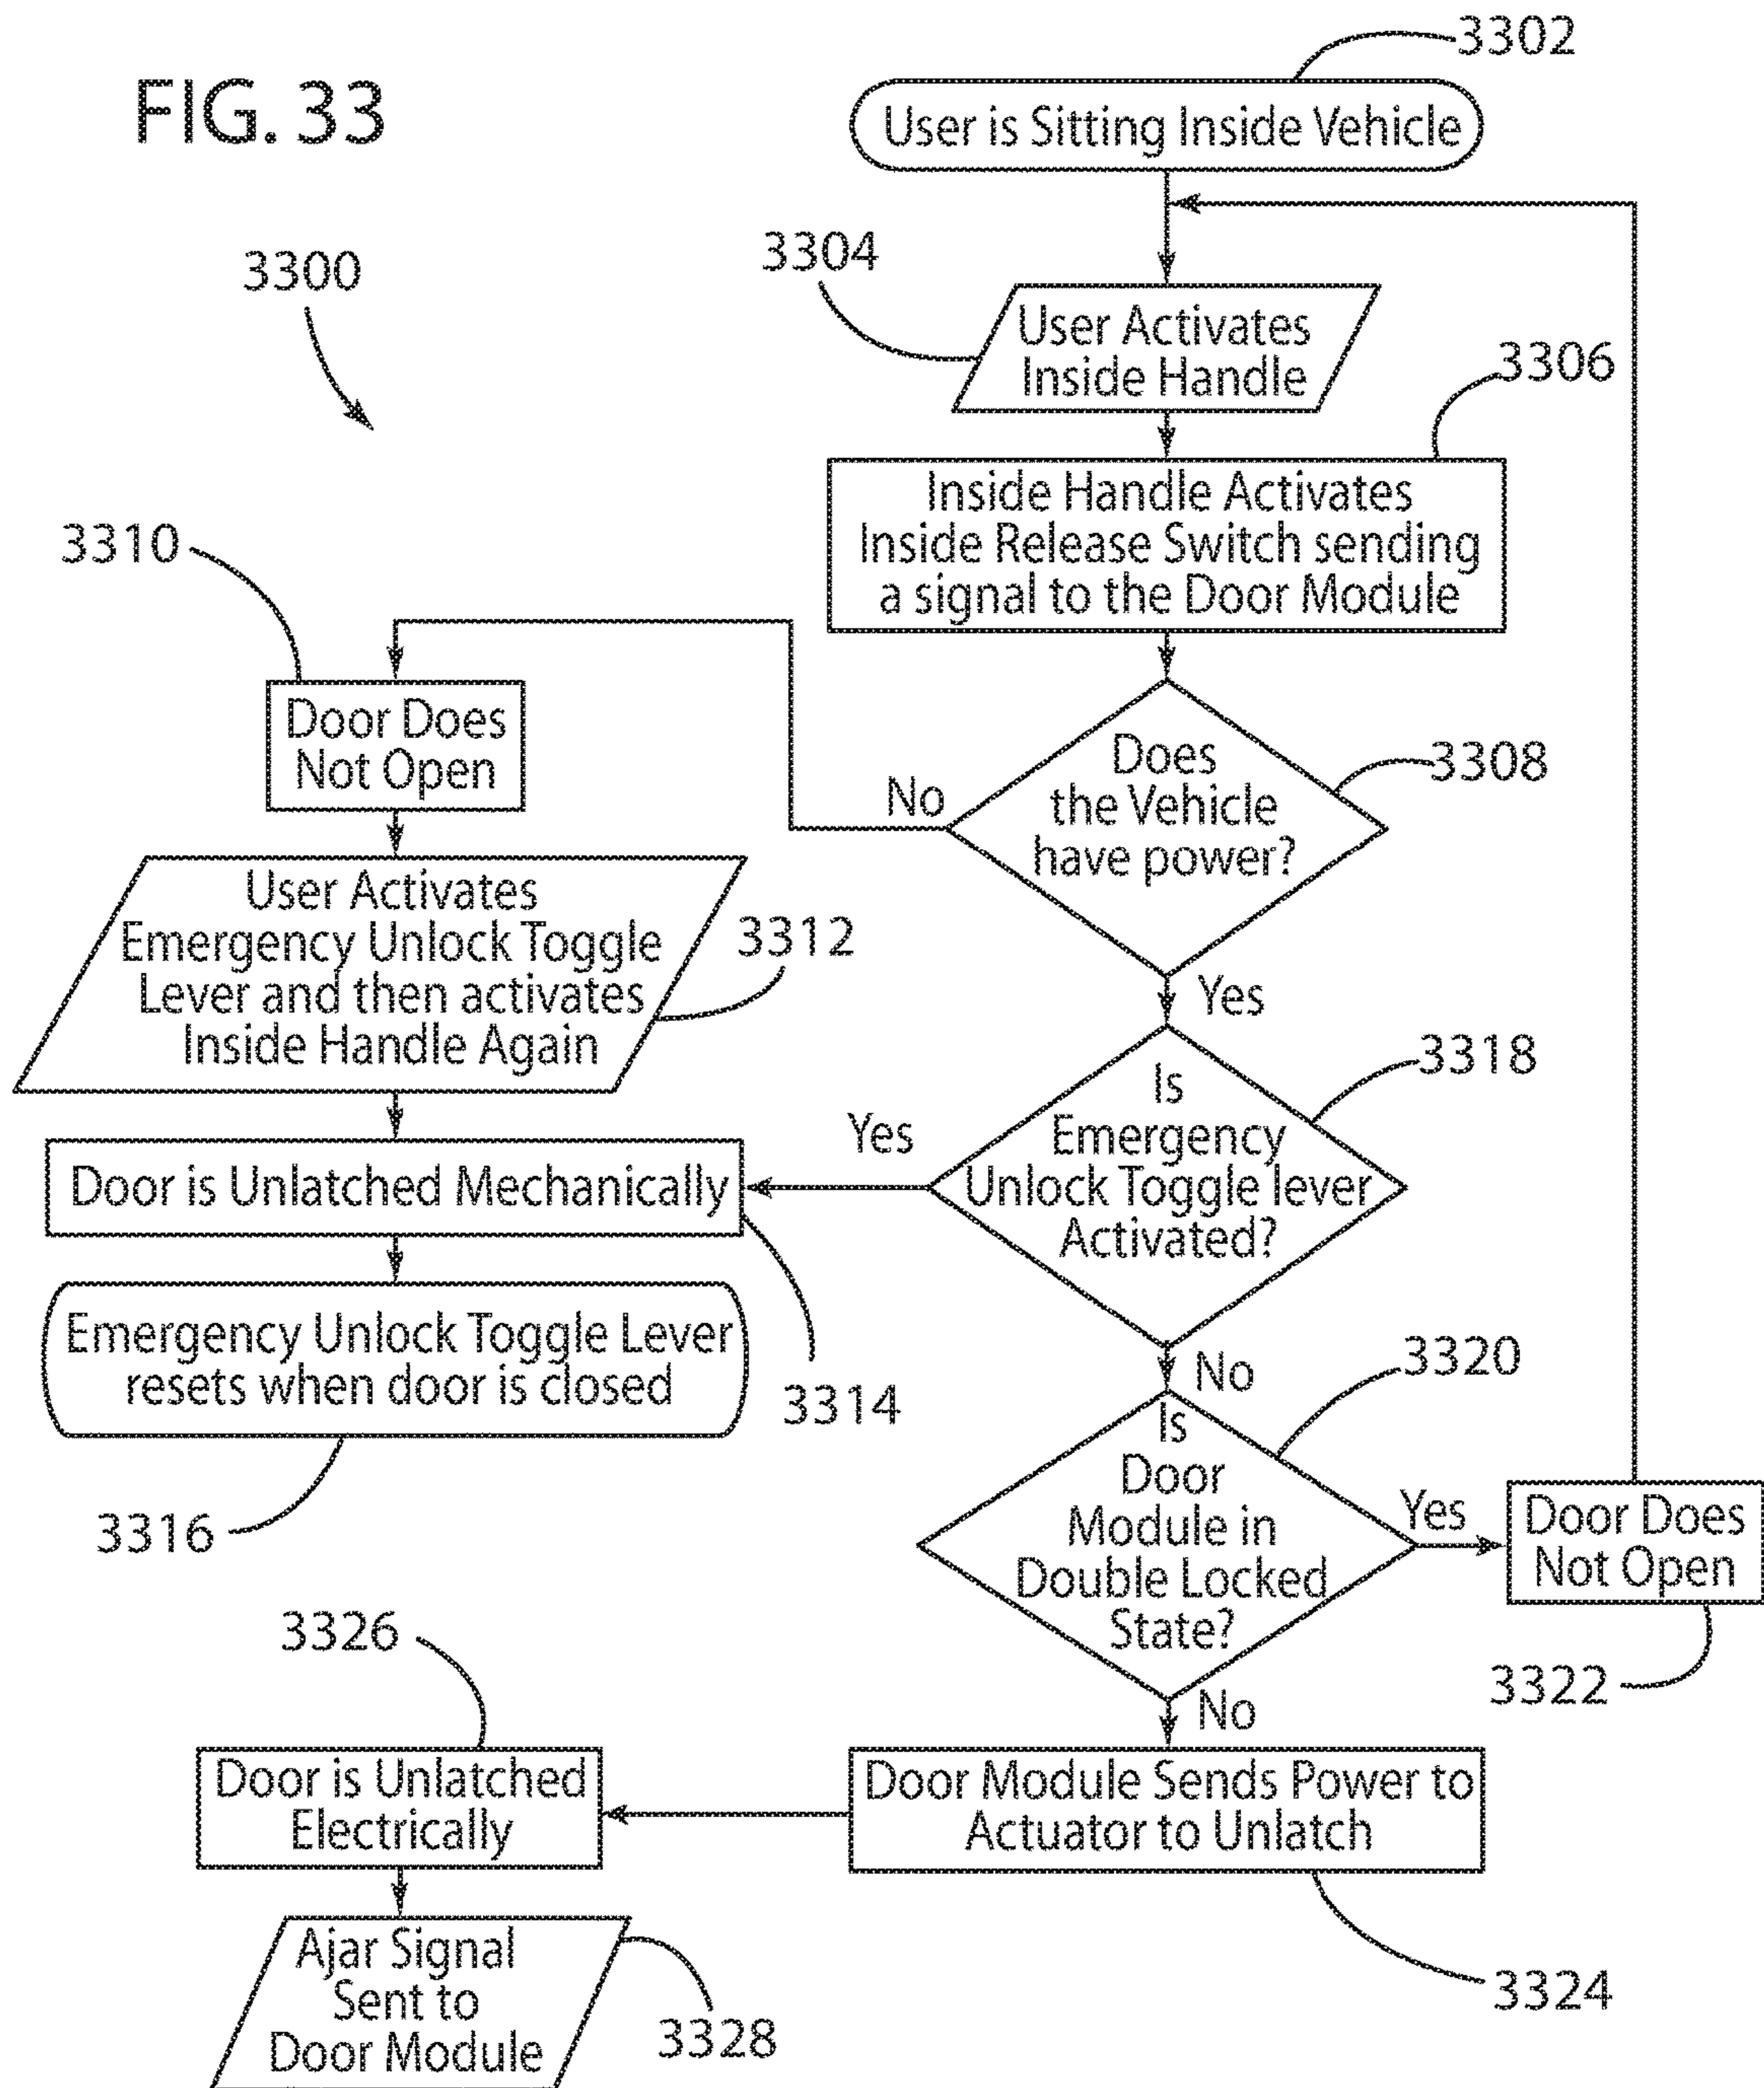 FIG. 33
3302
User is Sitting Inside Vehicle
3300
3304
User Activates
Inside Handle
3306
Inside Handle Activates
Inside Release Switch sending
a signal to the Door Module
3310
Door Does
Not Open
No
Does
the Vehicle
have power?
3308
Yes
User Activates
Emergency Unlock Toggle
Lever and then activates
Inside Handle Again
3312
Is
Emergency
Unlock Toggle lever
Activated?
3318
Yes
Door is Unlatched Mechanically
3314
Emergency Unlock Toggle Lever
resets when door is closed
3316
No
3320
Is
Door
Module in
Double Locked
State?
Yes
Door Does
Not Open
3322
No
3326
Door is Unlatched
Electrically
Door Module Sends Power to
Actuator to Unlatch
3324
Ajar Signal
Sent to
Door Module
3328